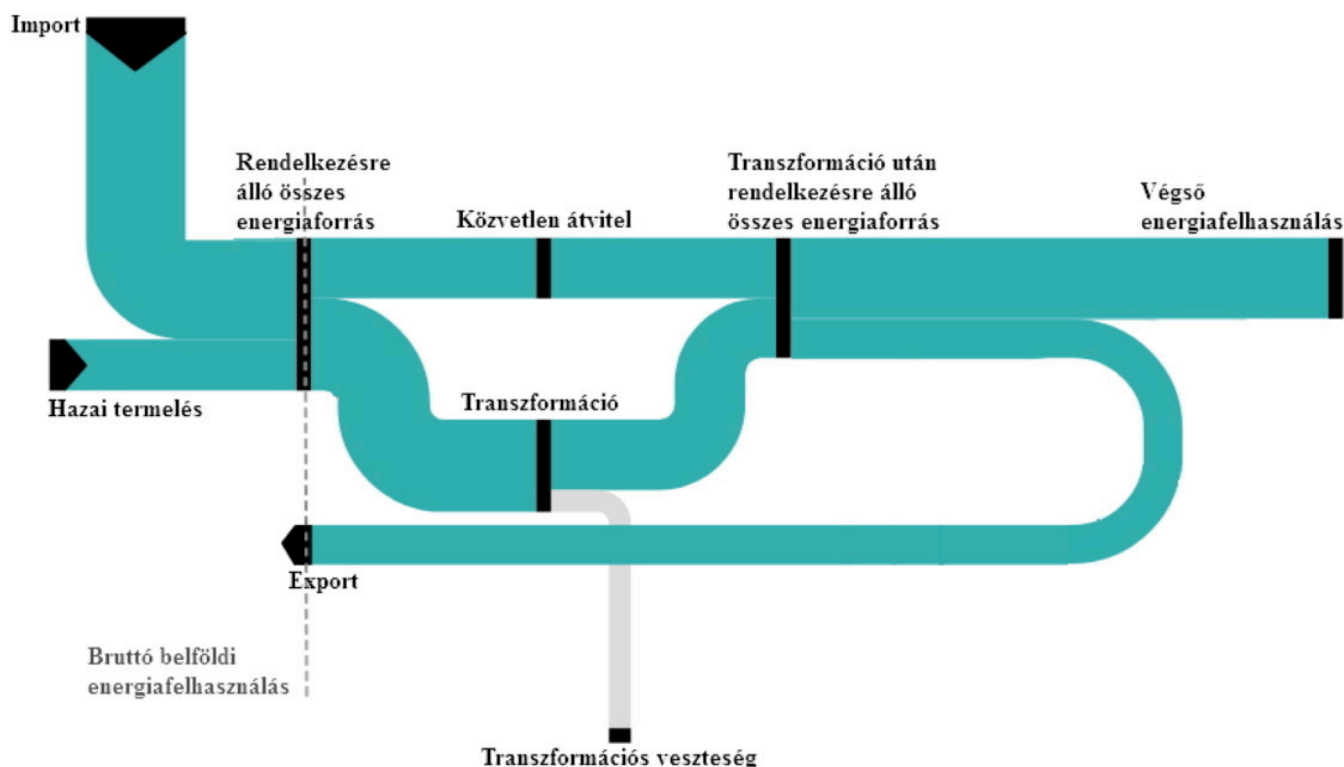 Import
Rendelkezésre
álló összes
energiaforrás
Közvetlen átvitel
Transzformáció után
rendelkezésre álló
összes energiaforrás
Végső
energiafelhasználás
Hazai termelés
Transzformáció
Export
Bruttó belföldi
energiafelhasználás
Transzformációs veszteség